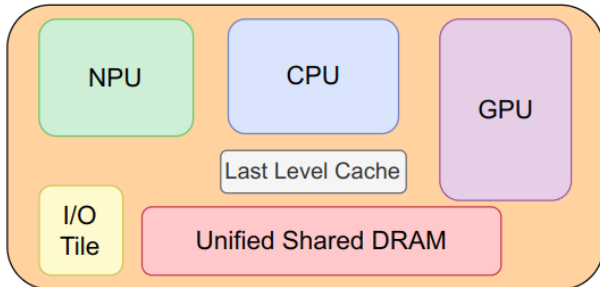 NPU
CPU
GPU
Last Level Cache
I/O
Tile
Unified Shared DRAM